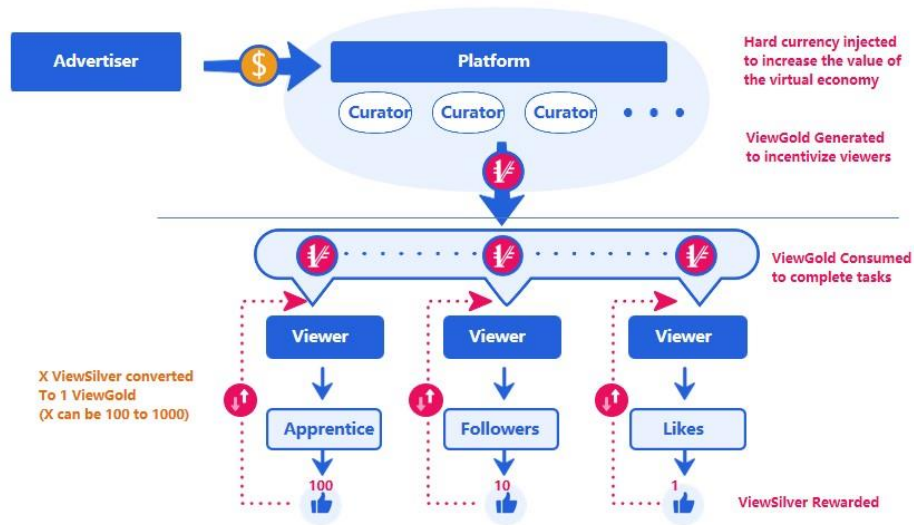 Advertiser
$
Platform
Hard currency injected
to increase the value of
the virtual economy
Curator
Curator
Curator
ViewGold Generated
to incentivize viewers
ViewGold Consumed
to complete tasks
Viewer
Viewer
Viewer
X ViewSilver converted
To 1 ViewGold
(X can be 100 to 1000)
Apprentice
Followers
Likes
100
10
1
ViewSilver Rewarded